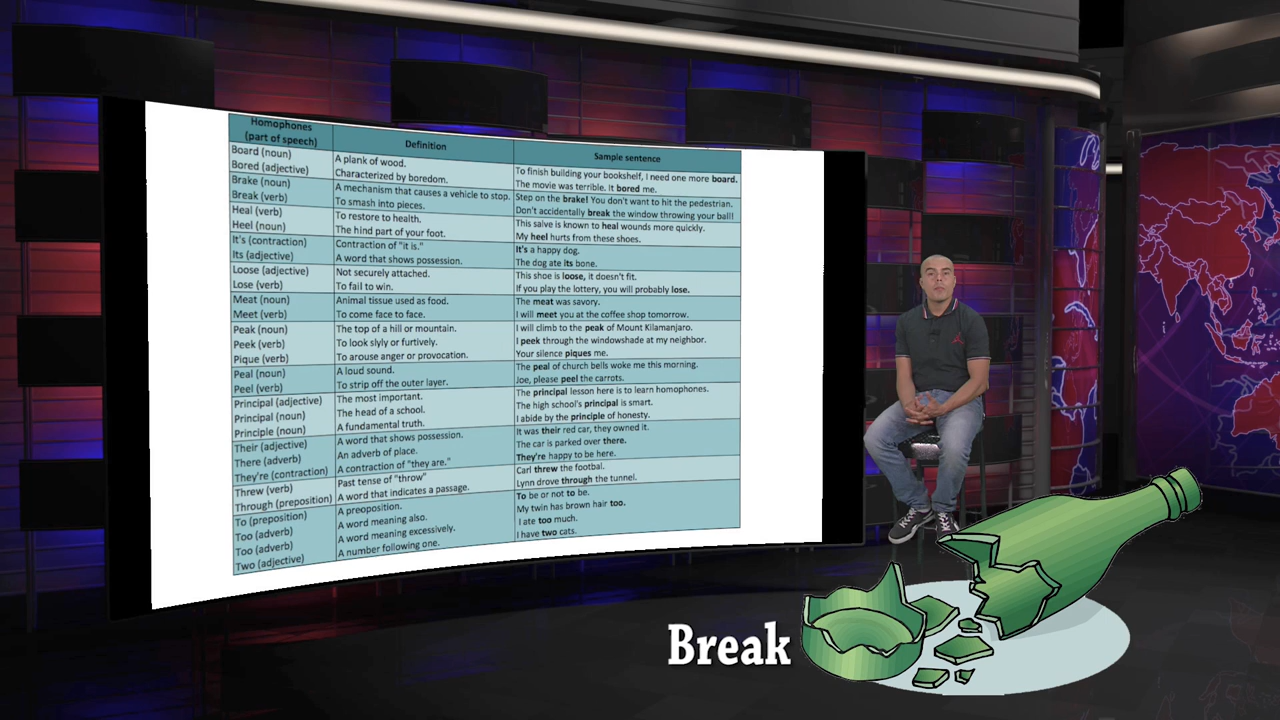 Homophones (part of speech) Definition Sample sentence
Board (noun) A plank of wood. To finish building your bookshelf, I need one more board.
Bored (adjective) Characterized by boredom. The movie was terrible. It bored me.
Brake (noun) A mechanism that causes a vehicle to stop. Step on the brake! You don't want to hit the pedestrian.
Break (verb) To smash into pieces. Don't accidentally break the window throwing your ball!
Heal (verb) To restore to health. This salve is known to heal wounds more quickly.
Heel (noun) The hind part of your foot. My heel hurts from these shoes.
It's (contraction) Contraction of "it is." It's a happy dog.
Its (adjective) A word that shows possession. The dog ate its bone.
Loose (adjective) Not securely attached. This shoe is loose, it doesn't fit.
Lose (verb) To fail to win. If you play the lottery, you will probably lose.
Meat (noun) Animal tissue used as food. The meat was savory.
Meet (verb) To come face to face. I will meet you at the coffee shop tomorrow.
Peak (noun) The top of a hill or mountain. I will climb to the peak of Mount Kilamanjaro.
Peek (verb) To look slyly or furtively. I peek through the windowshade at my neighbor.
Pique (verb) To arouse anger or provocation. Your silence piques me.
Peal (noun) A loud sound. The peal of church bells woke me this morning.
Peel (verb) To strip off the outer layer. Joe, please peel the carrots.
Principal (adjective) The most important. The principal lesson here is to learn homophones.
Principal (noun) The head of a school. The high school's principal is smart.
Principle (noun) A fundamental truth. I abide by the principle of honesty.
Their (adjective) A word that shows possession. It was their red car, they owned it.
There (adverb) An adverb of place. The car is parked over there.
They're (contraction) A contraction of "they are." They're happy to be here.
Threw (verb) Past tense of "throw" Carl threw the footbal.
Through (preposition) A word that indicates a passage. Lynn drove through the tunnel.
To (preposition) A preoposition. To be or not to be.
Too (adverb) A word meaning also. My twin has brown hair too.
Too (adverb) A word meaning excessively. I ate too much.
Two (adjective) A number following one. I have two cats.
Break